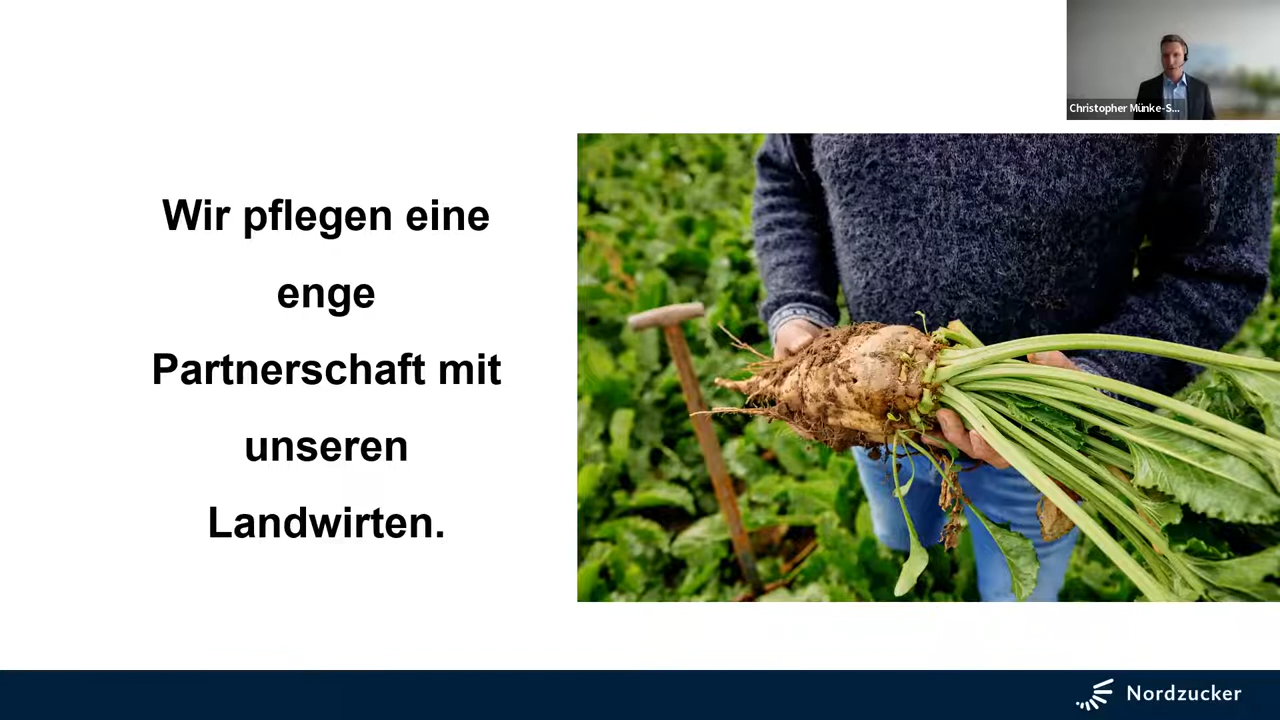 Christopher Münke-S...
Wir pflegen eine
enge
Partnerschaft mit
unseren
Landwirten.
Nordzucker